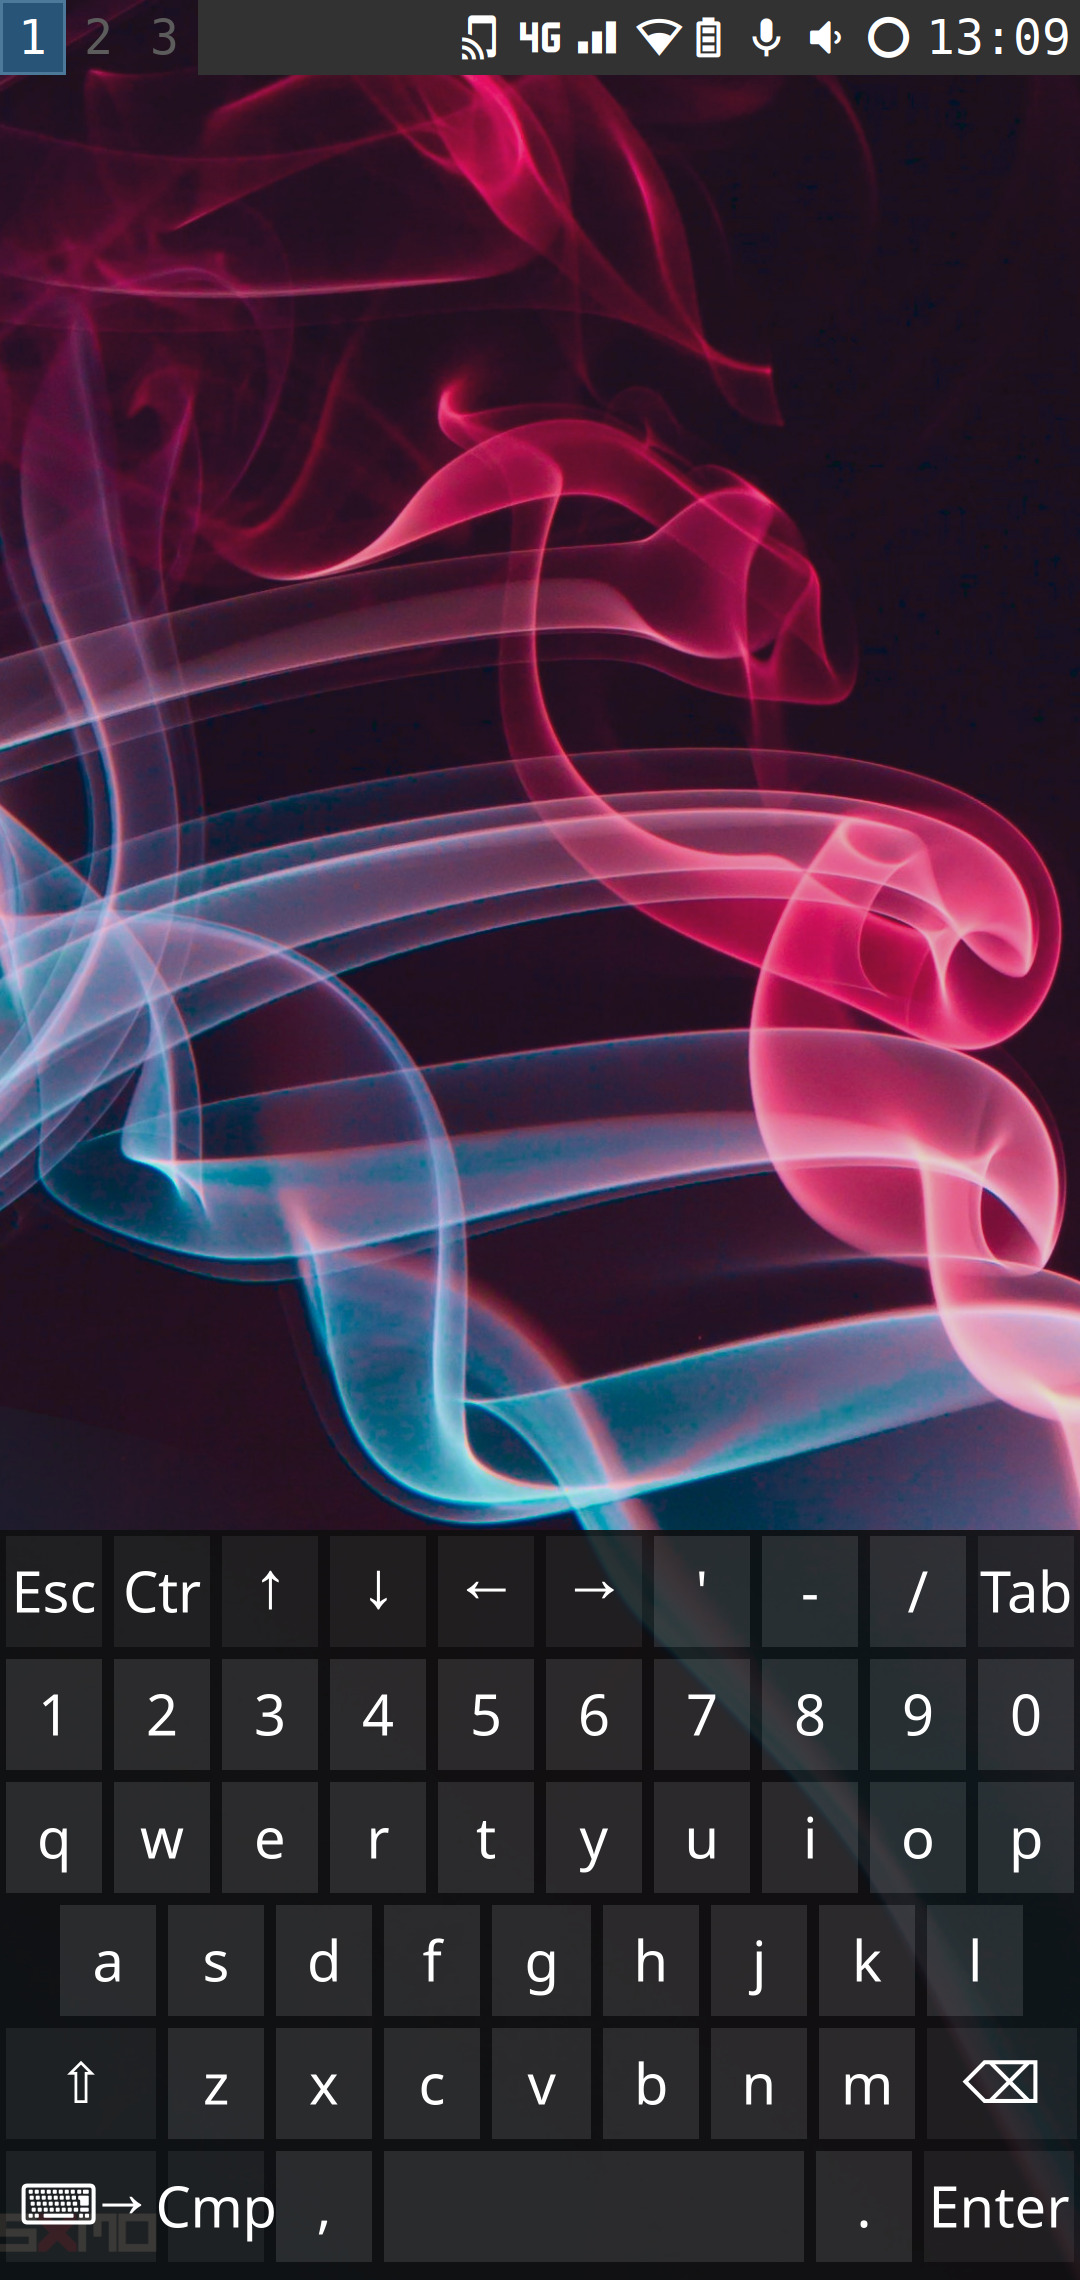 1 2 3 4G 13:09
Esc Ctr ↑ ↓ ← → ' - / Tab
1 2 3 4 5 6 7 8 9 0
q w e r t y u i o p
a s d f g h j k l
⇧ z x c v b n m ⌫
⌨→ Cmp , . Enter
SXMO